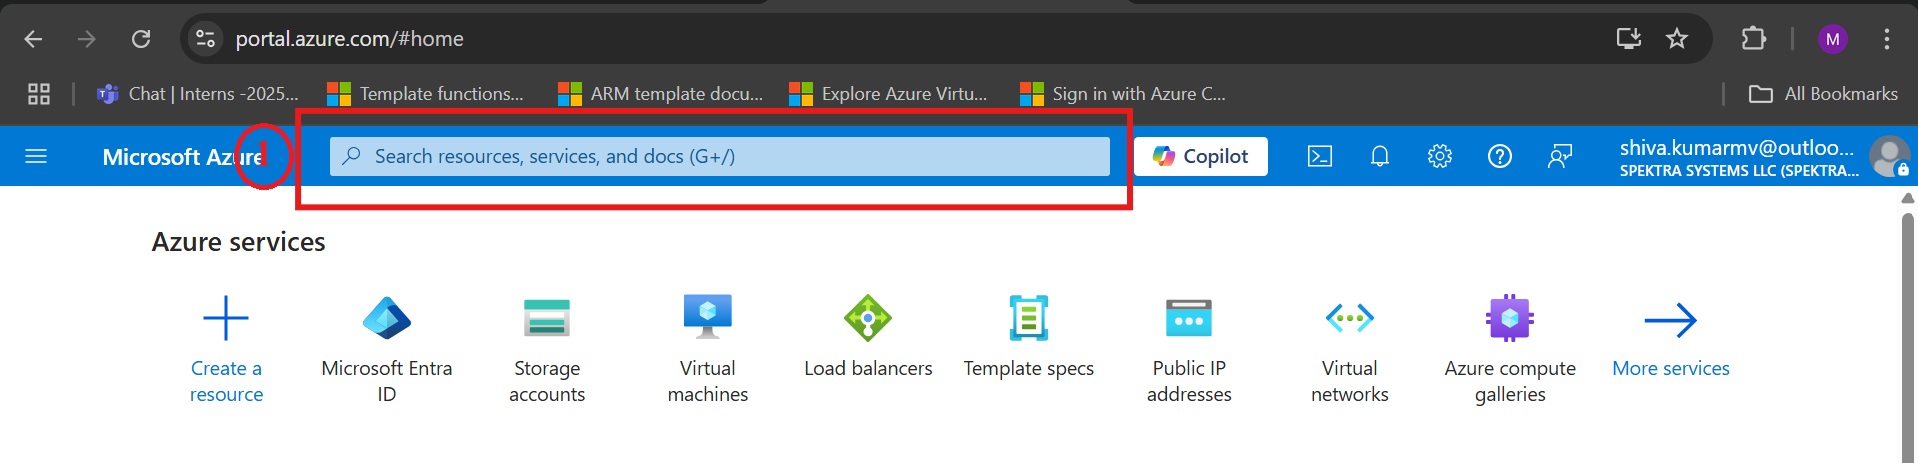 portal.azure.com/#home
M
Chat | Interns -2025...
Template functions...
ARM template docu...
Explore Azure Virtu...
Sign in with Azure C...
All Bookmarks
Microsoft Azure
1
Search resources, services, and docs (G+/)
Copilot
shiva.kumarmv@outloo...
SPEKTRA SYSTEMS LLC (SPEKTRA...
Azure services
Create a
resource
Microsoft Entra
ID
Storage
accounts
Virtual
machines
Load balancers
Template specs
Public IP
addresses
Virtual
networks
Azure compute
galleries
More services